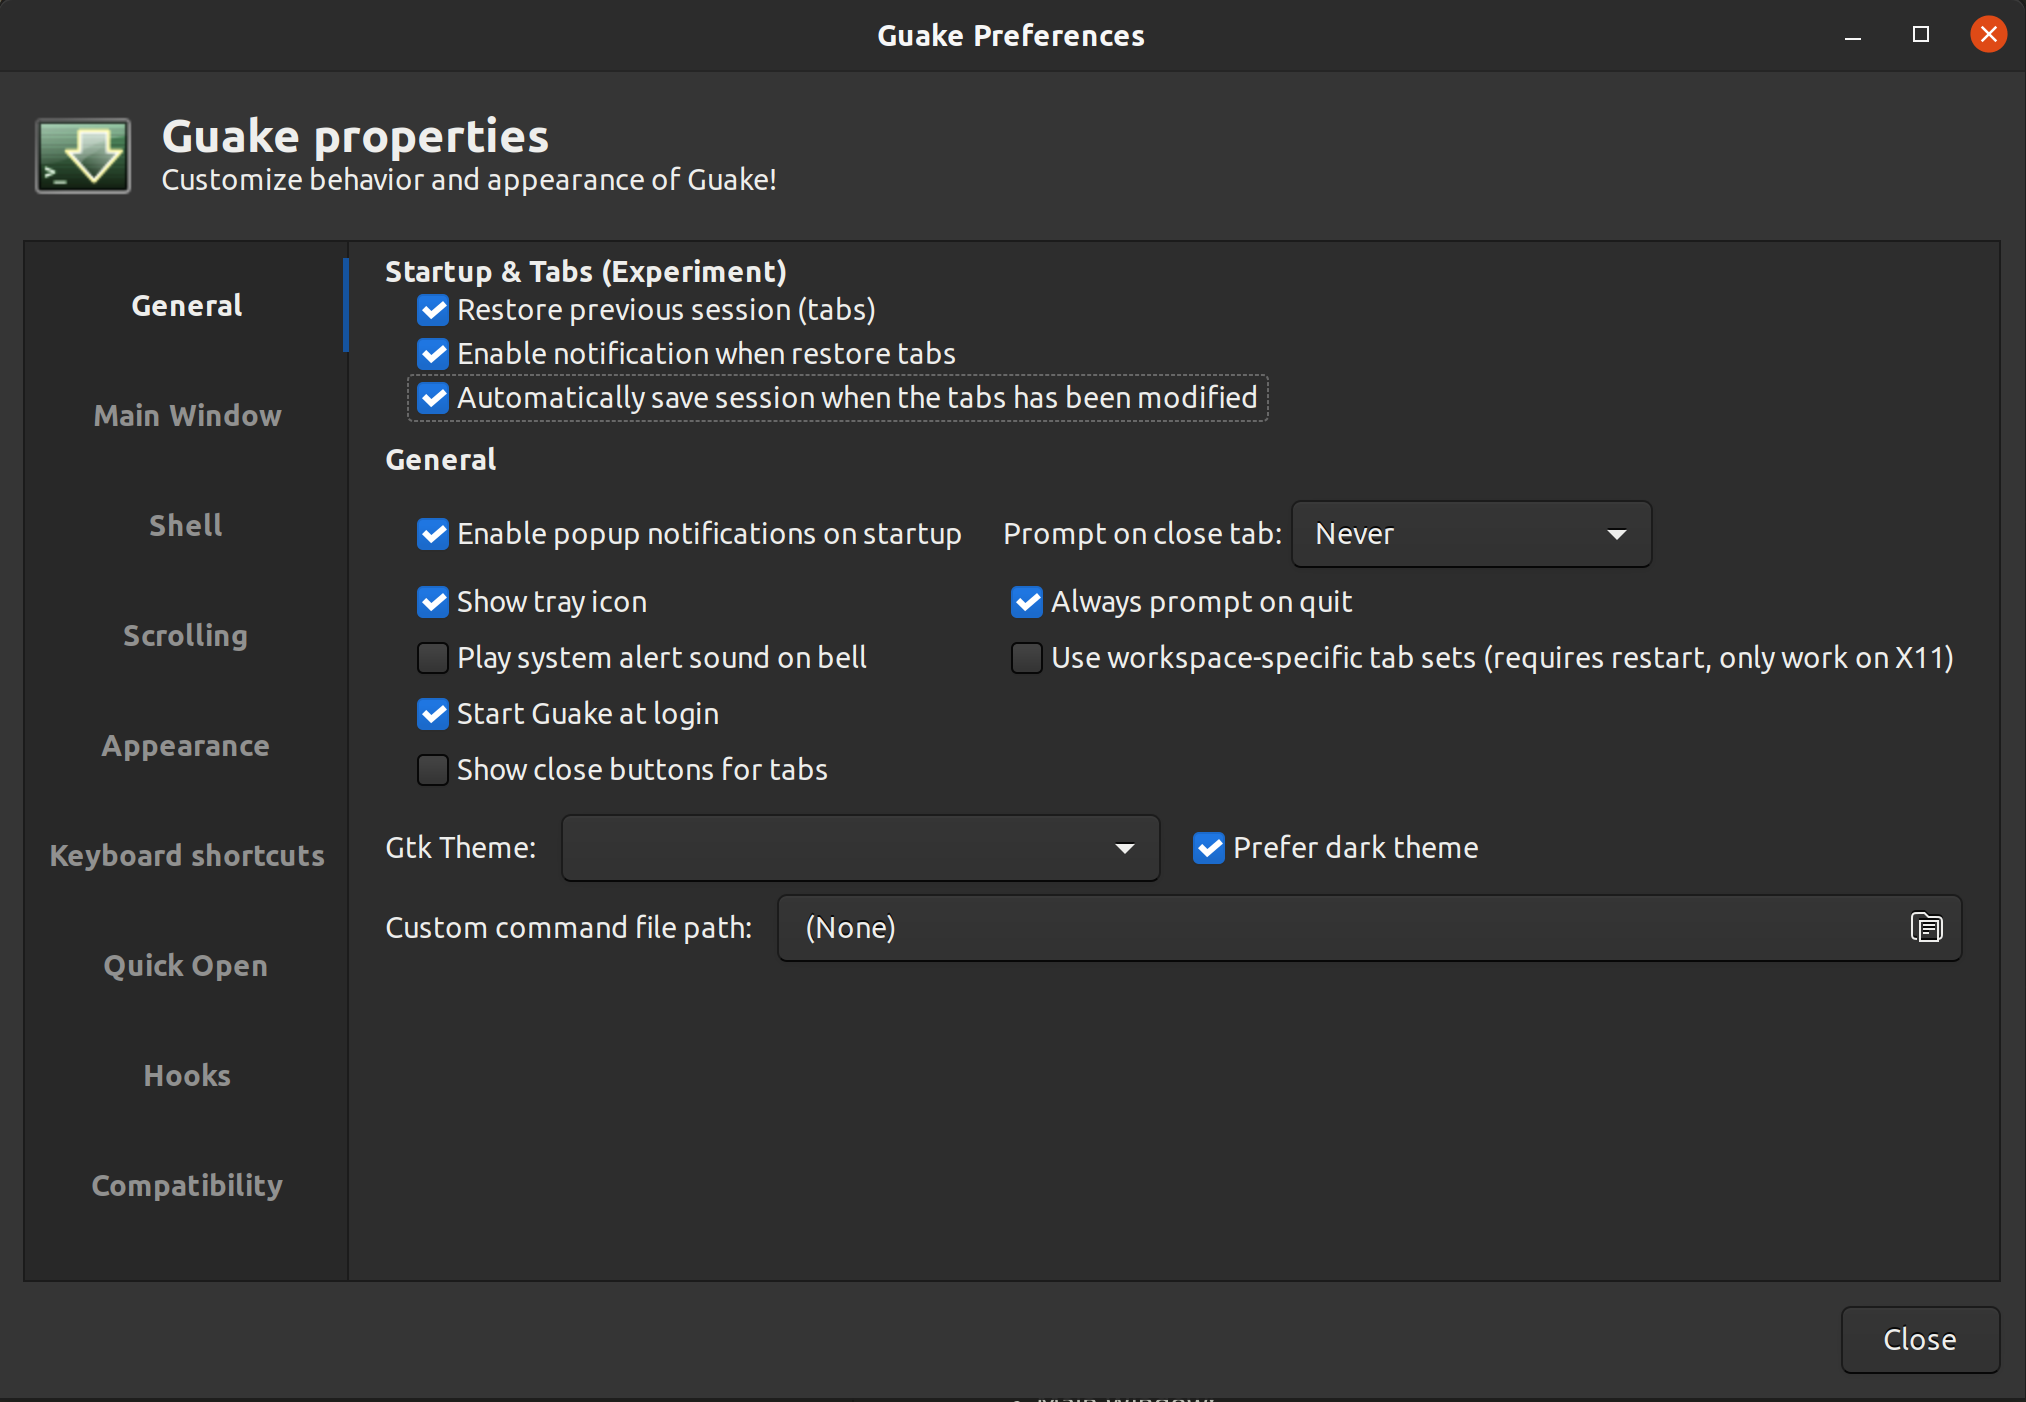 Guake Preferences
Guake properties
Customize behavior and appearance of Guake!
General
Main Window
Shell
Scrolling
Appearance
Keyboard shortcuts
Quick Open
Hooks
Compatibility
Startup & Tabs (Experiment)
Restore previous session (tabs)
Enable notification when restore tabs
Automatically save session when the tabs has been modified
General
Enable popup notifications on startup
Prompt on close tab: Never
Show tray icon
Always prompt on quit
Play system alert sound on bell
Use workspace-specific tab sets (requires restart, only work on X11)
Start Guake at login
Show close buttons for tabs
Gtk Theme:
Prefer dark theme
Custom command file path: (None)
Close